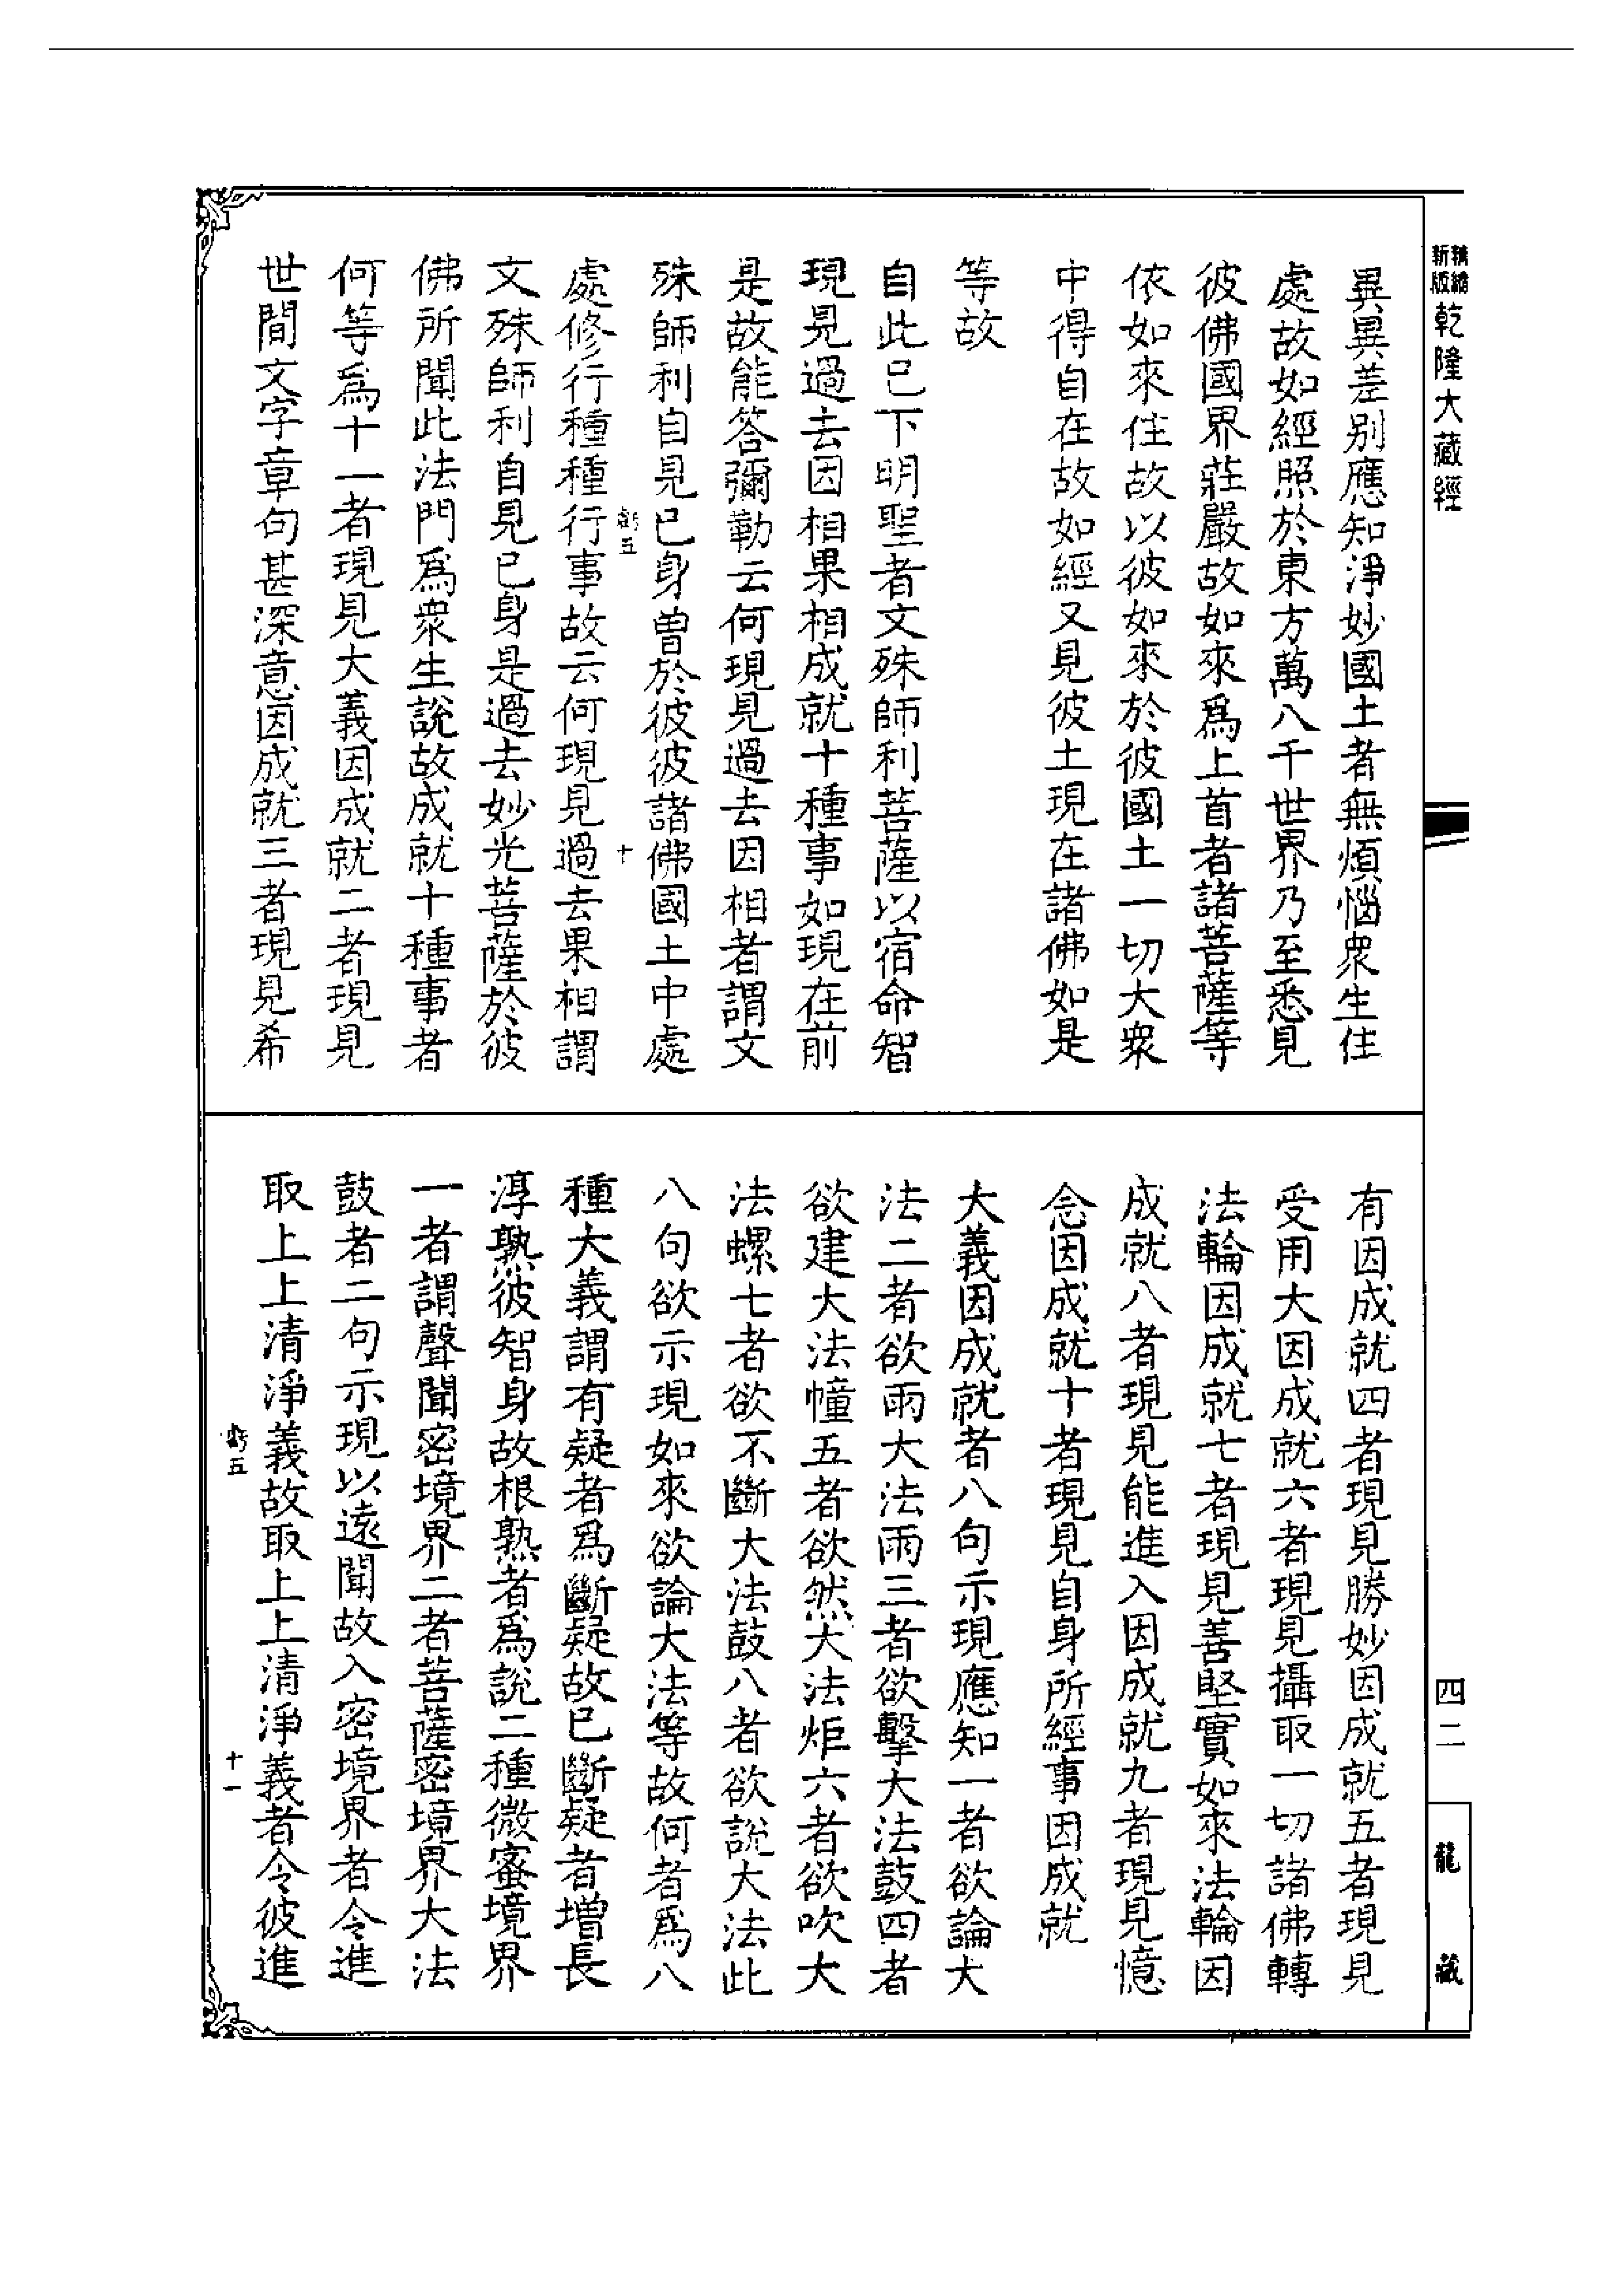 新版
精縮
乾隆大藏經
異異差别應知淨妙國土者無煩惱衆生住
處故如經照於東方萬八千世界乃至悉見
彼佛國界莊嚴故如來爲上首者諸菩薩等
依如來住故以彼如來於彼國土一切大衆
中得自在故如經又見彼土現在諸佛如是
等故
自此已下明聖者文殊師利菩薩以宿命智
現見過去因相果相成就十種事如現在前
是故能答彌勒云何現見過去因相者謂文
殊師利自見已身曾於彼彼諸佛國土中處
虧五
十
處修行種種行事故云何現見過去果相謂
文殊師利自見已身是過去妙光菩薩於彼
佛所聞此法門爲衆生說故成就十種事者
何等爲十一者現見大義因成就二者現見
世間文字章句甚深意因成就三者現見希
有因成就四者現見勝妙因成就五者現見
受用大因成就六者現見攝取一切諸佛轉
法輪因成就七者現見善堅實如來法輪因
成就八者現見能進入因成就九者現見憶
念因成就十者現見自身所經事因成就
大義因成就者八句示現應知一者欲論大
法二者欲雨大法雨三者欲擊大法鼓四者
欲建大法幢五者欲然大法炬六者欲吹大
法螺七者欲不斷大法鼓八者欲說大法此
八句欲示現如來欲論大法等故何者爲八
種大義謂有疑者爲斷疑故已斷疑者增長
淳熟彼智身故根熟者爲說二種微蜜境界
一者謂聲聞密境界二者菩薩密境界大法
鼓者二句示現以遠聞故入密境界者令進
取上上清淨義故取上上清淨義者令彼進
虧五
十一
四二
龍藏